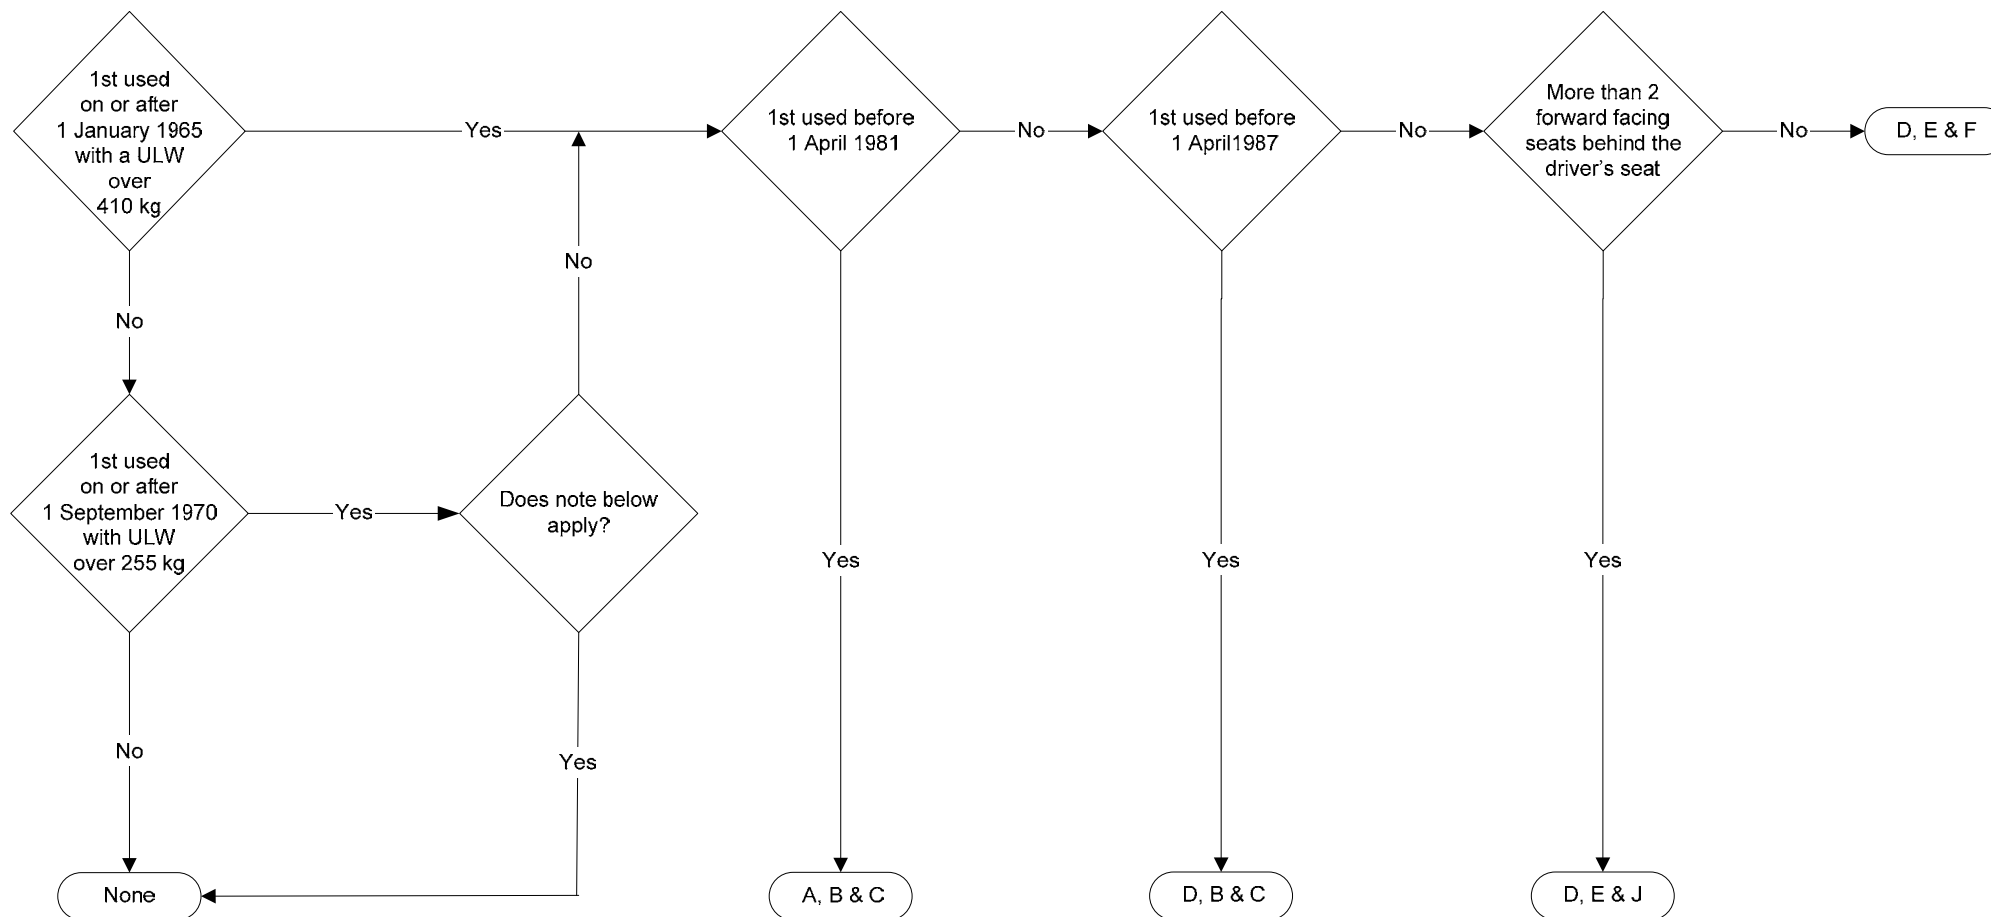 1st used
on or after
1 January 1965
with a ULW
over
410 kg
Yes
1st used before
1 April 1981
No
1st used before
1 April1987
No
More than 2
forward facing
seats behind the
driver's seat
No
D, E & F
No
No
1st used
on or after
1 September 1970
with ULW
over 255 kg
Yes
Does note below
apply?
Yes
Yes
Yes
No
Yes
None
A, B & C
D, B & C
D, E & J